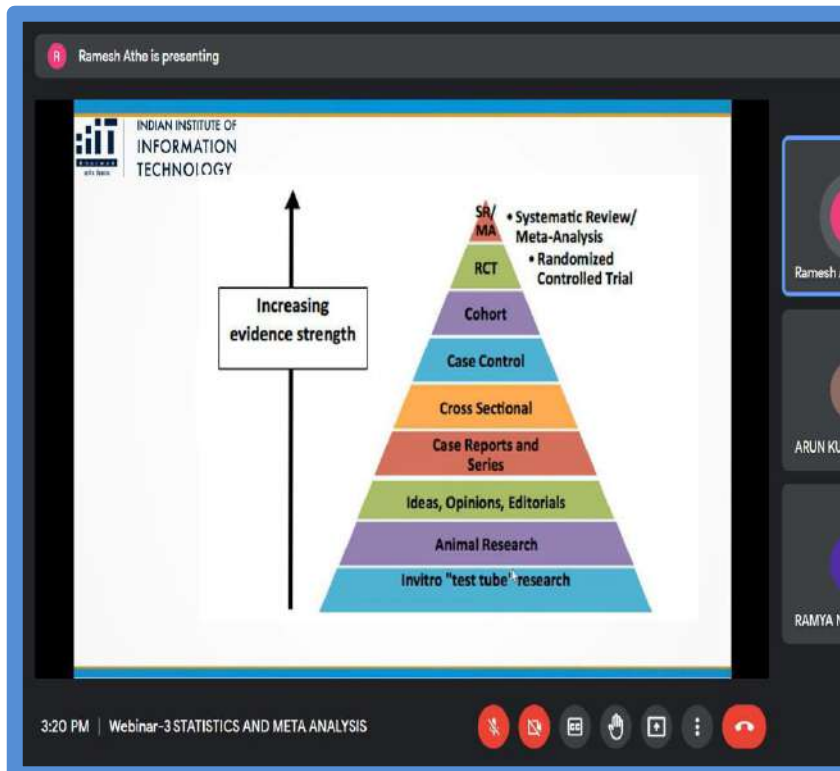 R Ramesh Athe is presenting
INDIAN INSTITUTE OF
INFORMATION
TECHNOLOGY
SR/
MA
• Systematic Review/
Meta-Analysis
• Randomized
Controlled Trial
RCT
Increasing
evidence strength
Cohort
Case Control
Cross Sectional
Case Reports and
Series
Ideas, Opinions, Editorials
Animal Research
Invitro "test tube" research
Ramesh
ARUN KU
RAMYA
3:20 PM | Webinar-3 STATISTICS AND META ANALYSIS